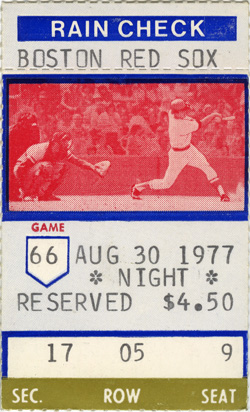 RAIN CHECK
BOSTON RED SOX
GAME
66 AUG 30 1977
* NIGHT *
RESERVED $4.50
17 05 9
SEC. ROW SEAT